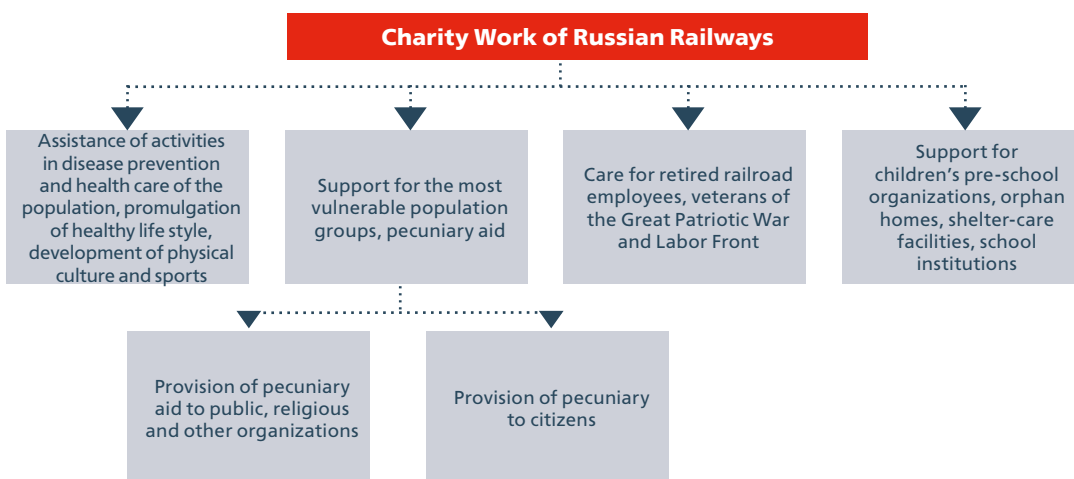 Charity Work of Russian Railways
Assistance of activities
in disease prevention
and health care of the
population, promulgation
of healthy life style,
development of physical
culture and sports
Support for the most
vulnerable population
groups, pecuniary aid
Care for retired railroad
employees, veterans of
the Great Patriotic War
and Labor Front
Support for
children's pre-school
organizations, orphan
homes, shelter-care
facilities, school
institutions
Provision of pecuniary
aid to public, religious
and other organizations
Provision of pecuniary
to citizens